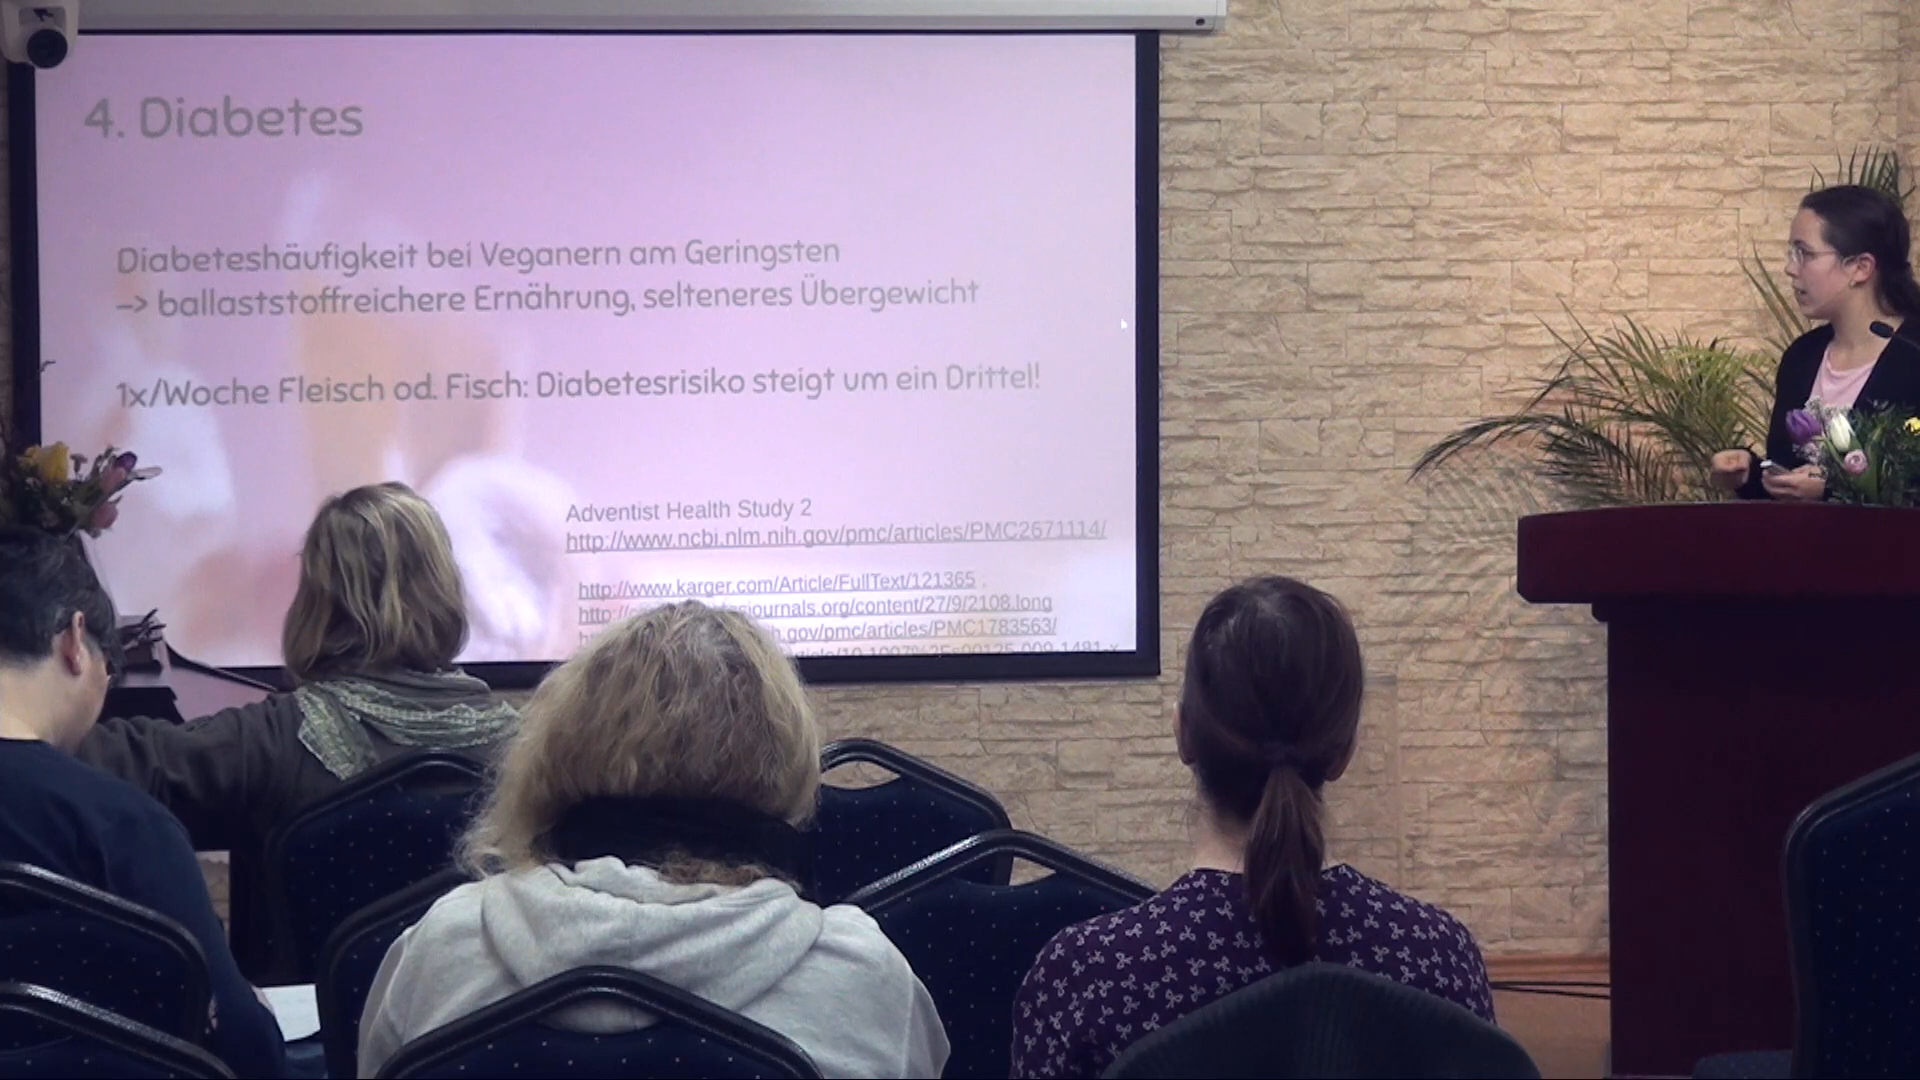 4. Diabetes
Diabeteshäufigkeit bei Veganern am Geringsten
–> ballaststoffreichere Ernährung, selteneres Übergewicht
1x/Woche Fleisch od. Fisch: Diabetesrisiko steigt um ein Drittel!
Adventist Health Study 2
http://www.ncbi.nlm.nih.gov/pmc/articles/PMC2671114/
http://www.karger.com/Article/FullText/121365 ;
journals.org/content/27/9/2108.long
.gov/pmc/articles/PMC1783563/